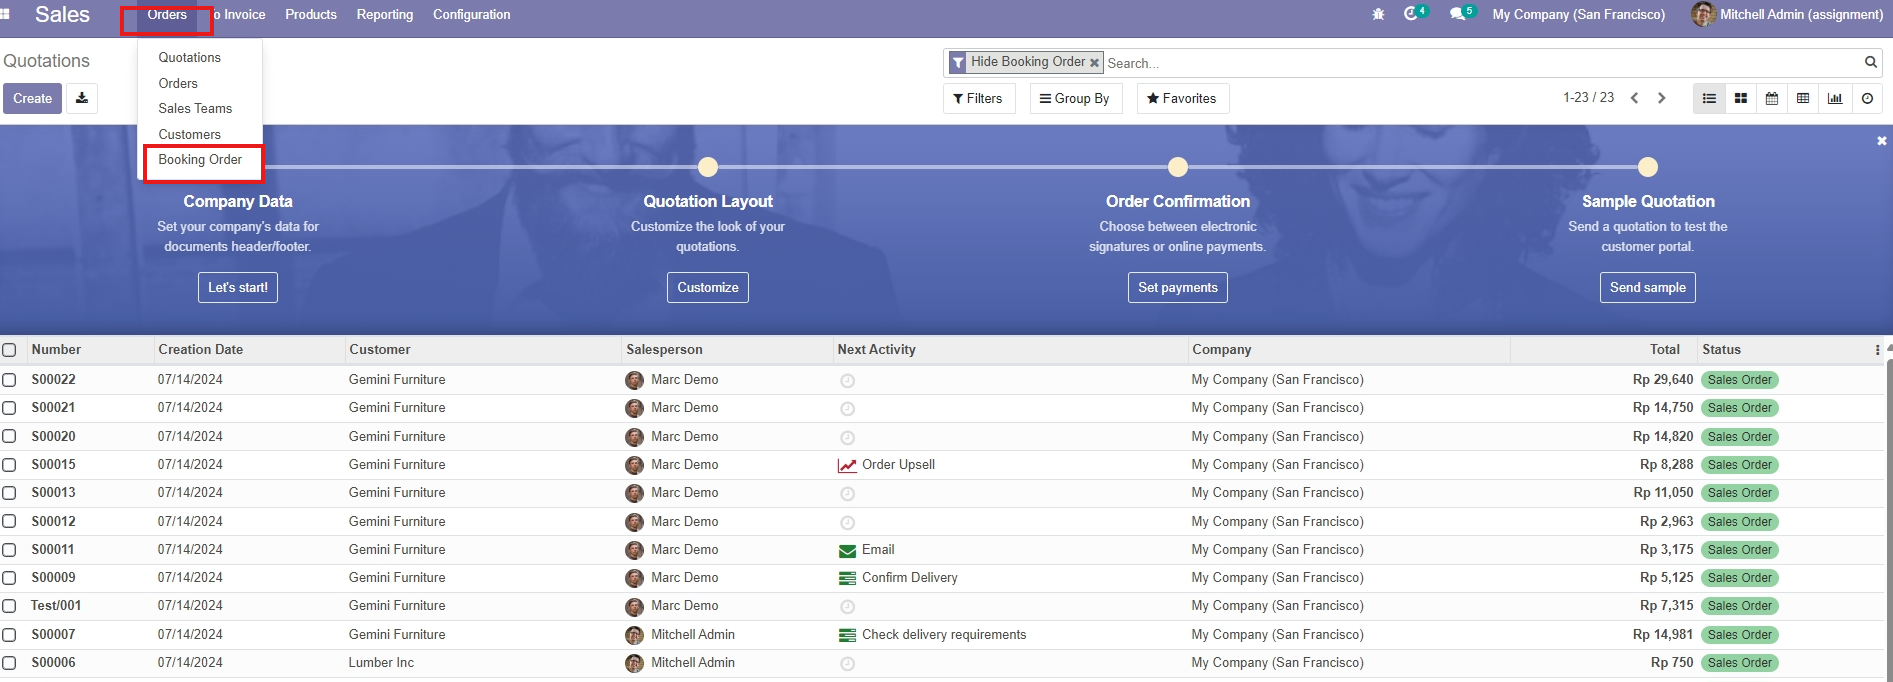 Sales Orders o Invoice Products Reporting Configuration 4 5 My Company (San Francisco) Mitchell Admin (assignment)
Quotations
Orders
Sales Teams
Customers
Booking Order
Quotations
Hide Booking Order Search...
Create
Filters Group By Favorites 1-23 / 23
Company Data
Set your company's data for
documents header/footer.
Let's start!
Quotation Layout
Customize the look of your
quotations.
Customize
Order Confirmation
Choose between electronic
signatures or online payments.
Set payments
Sample Quotation
Send a quotation to test the
customer portal.
Send sample
Number Creation Date Customer Salesperson Next Activity Company Total Status
S00022 07/14/2024 Gemini Furniture Marc Demo My Company (San Francisco) Rp 29,640 Sales Order
S00021 07/14/2024 Gemini Furniture Marc Demo My Company (San Francisco) Rp 14,750 Sales Order
S00020 07/14/2024 Gemini Furniture Marc Demo My Company (San Francisco) Rp 14,820 Sales Order
S00015 07/14/2024 Gemini Furniture Marc Demo Order Upsell My Company (San Francisco) Rp 8,288 Sales Order
S00013 07/14/2024 Gemini Furniture Marc Demo My Company (San Francisco) Rp 11,050 Sales Order
S00012 07/14/2024 Gemini Furniture Marc Demo My Company (San Francisco) Rp 2,963 Sales Order
S00011 07/14/2024 Gemini Furniture Marc Demo Email My Company (San Francisco) Rp 3,175 Sales Order
S00009 07/14/2024 Gemini Furniture Marc Demo Confirm Delivery My Company (San Francisco) Rp 5,125 Sales Order
Test/001 07/14/2024 Gemini Furniture Marc Demo My Company (San Francisco) Rp 7,315 Sales Order
S00007 07/14/2024 Gemini Furniture Mitchell Admin Check delivery requirements My Company (San Francisco) Rp 14,981 Sales Order
S00006 07/14/2024 Lumber Inc Mitchell Admin My Company (San Francisco) Rp 750 Sales Order